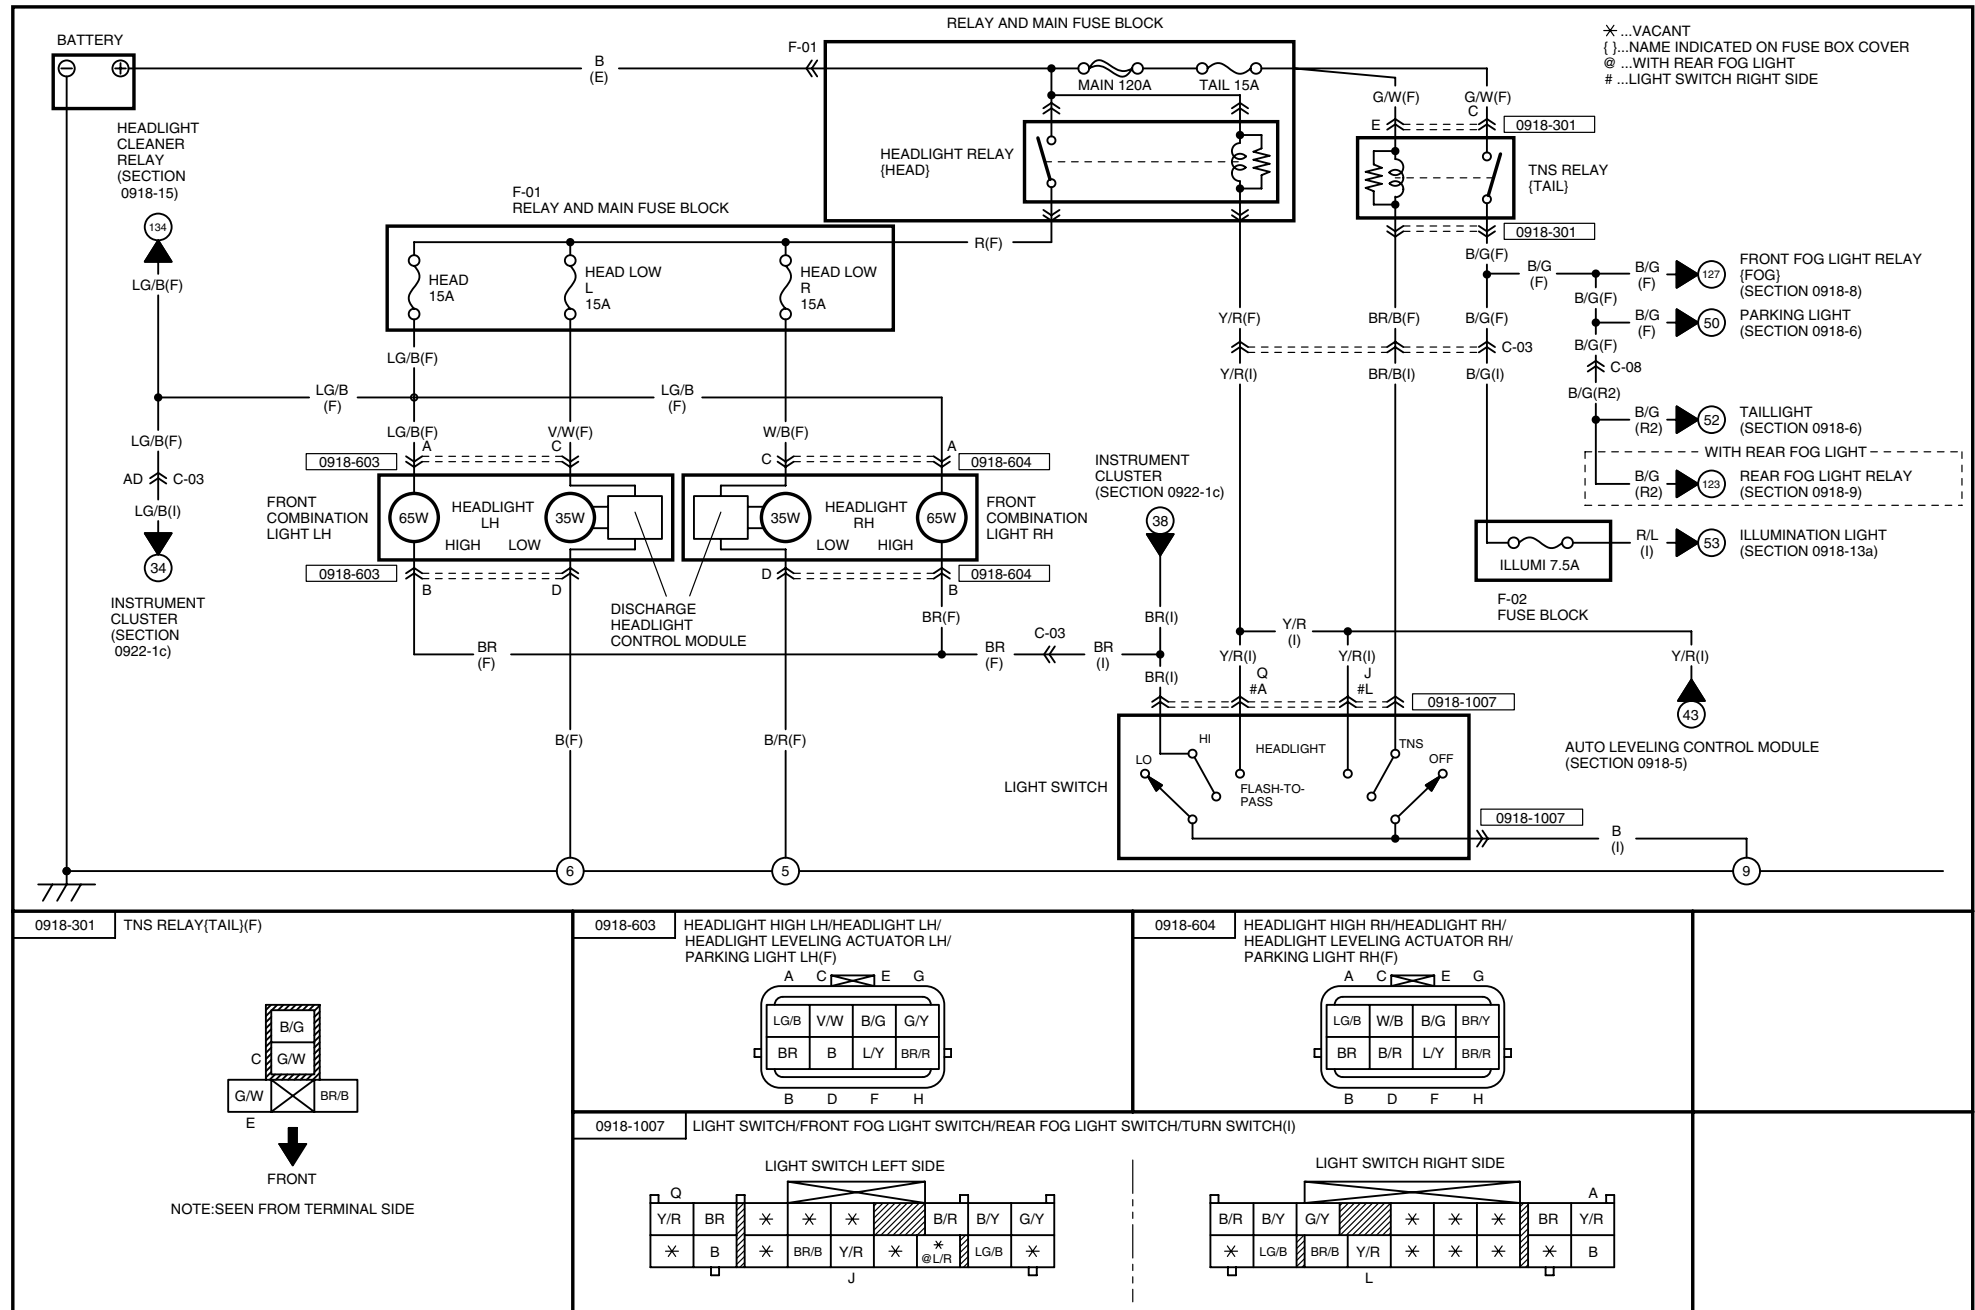 RELAY AND MAIN FUSE BLOCK
BATTERY
B
(E)
F-01
MAIN 120A
TAIL 15A
✳ ...VACANT
{ }...NAME INDICATED ON FUSE BOX COVER
@ ...WITH REAR FOG LIGHT
# ...LIGHT SWITCH RIGHT SIDE
G/W(F)
G/W(F)
E
C
0918-301
HEADLIGHT RELAY
{HEAD}
TNS RELAY
{TAIL}
0918-301
HEADLIGHT
CLEANER
RELAY
(SECTION
0918-15)
134
LG/B(F)
F-01
RELAY AND MAIN FUSE BLOCK
R(F)
HEAD
15A
HEAD LOW
L
15A
HEAD LOW
R
15A
B/G(F)
B/G
(F)
B/G
(F)
127
FRONT FOG LIGHT RELAY
{FOG}
(SECTION 0918-8)
B/G(F)
B/G
(F)
50
PARKING LIGHT
(SECTION 0918-6)
Y/R(F)
BR/B(F)
B/G(F)
B/G(F)
C-03
C-08
Y/R(I)
BR/B(I)
B/G(I)
B/G(R2)
LG/B(F)
LG/B
(F)
LG/B
(F)
B/G
(R2)
52
TAILLIGHT
(SECTION 0918-6)
LG/B(F)
LG/B(F)
V/W(F)
W/B(F)
WITH REAR FOG LIGHT
B/G
(R2)
123
REAR FOG LIGHT RELAY
(SECTION 0918-9)
A
C
C
A
0918-603
0918-604
AD
C-03
LG/B(I)
34
INSTRUMENT
CLUSTER
(SECTION
0922-1c)
FRONT
COMBINATION
LIGHT LH
65W
HEADLIGHT
LH
HIGH
LOW
35W
35W
HEADLIGHT
RH
LOW
HIGH
65W
FRONT
COMBINATION
LIGHT RH
INSTRUMENT
CLUSTER
(SECTION 0922-1c)
38
ILLUMI 7.5A
R/L
(I)
53
ILLUMINATION LIGHT
(SECTION 0918-13a)
F-02
FUSE BLOCK
0918-603
B
D
D
B
0918-604
DISCHARGE
HEADLIGHT
CONTROL MODULE
BR(F)
BR(I)
Y/R
(I)
BR
(F)
BR
(F)
C-03
BR
(I)
BR(I)
Y/R(I)
Y/R(I)
Y/R(I)
Q
#A
J
#L
0918-1007
43
AUTO LEVELING CONTROL MODULE
(SECTION 0918-5)
B(F)
B/R(F)
LIGHT SWITCH
LO
HI
HEADLIGHT
FLASH-TO-
PASS
TNS
OFF
0918-1007
B
(I)
6
5
9
0918-301
TNS RELAY{TAIL}(F)
B/G
C
G/W
G/W
BR/B
E
FRONT
NOTE:SEEN FROM TERMINAL SIDE
0918-603
HEADLIGHT HIGH LH/HEADLIGHT LH/
HEADLIGHT LEVELING ACTUATOR LH/
PARKING LIGHT LH(F)
A C E G
LG/B V/W B/G G/Y
BR B L/Y BR/R
B D F H
0918-604
HEADLIGHT HIGH RH/HEADLIGHT RH/
HEADLIGHT LEVELING ACTUATOR RH/
PARKING LIGHT RH(F)
A C E G
LG/B W/B B/G BR/Y
BR B/R L/Y BR/R
B D F H
0918-1007
LIGHT SWITCH/FRONT FOG LIGHT SWITCH/REAR FOG LIGHT SWITCH/TURN SWITCH(I)
LIGHT SWITCH LEFT SIDE
Q
Y/R BR ✳ ✳ ✳ B/R B/Y G/Y
✳ B ✳ BR/B Y/R ✳ ✳ @L/R LG/B ✳
J
LIGHT SWITCH RIGHT SIDE
A
B/R B/Y G/Y ✳ ✳ ✳ BR Y/R
✳ LG/B BR/B Y/R ✳ ✳ ✳ ✳ B
L